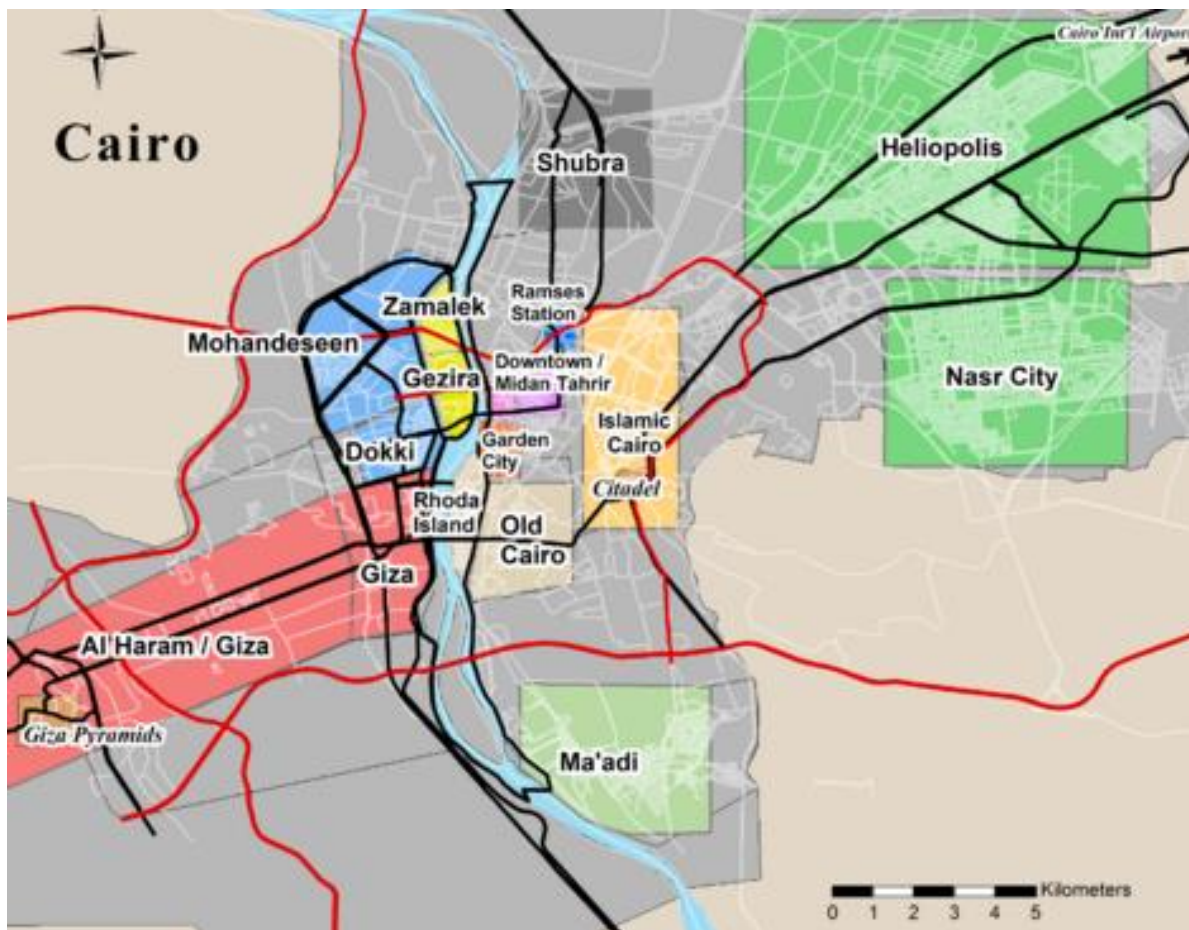 Cairo Int'l Airport
Cairo
Heliopolis
Shubra
Ramses
Station
Zamalek
Mohandeseen
Downtown /
Midan Tahrir
Gezira
Nasr City
Islamic
Cairo
Garden
City
Dokki
Citadel
Rhoda
Island
Old
Cairo
Giza
Al Haram / Giza
Giza Pyramids
Ma'adi
Kilometers
0 1 2 3 4 5